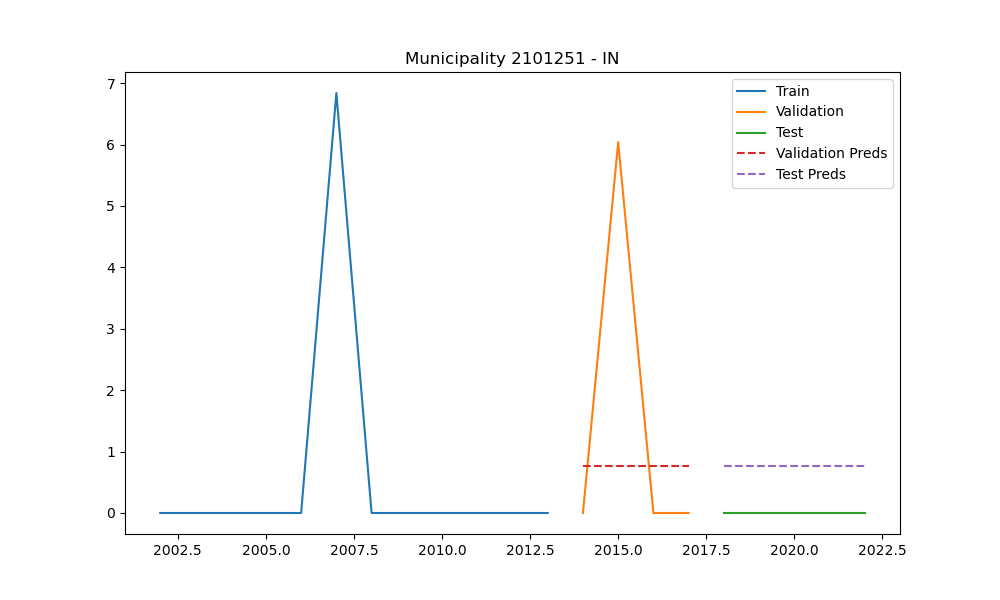 Municipality 2101251 - IN
7
6
5
4
3
2
1
0
Train
Validation
Test
Validation Preds
Test Preds
2002.5 2005.0 2007.5 2010.0 2012.5 2015.0 2017.5 2020.0 2022.5